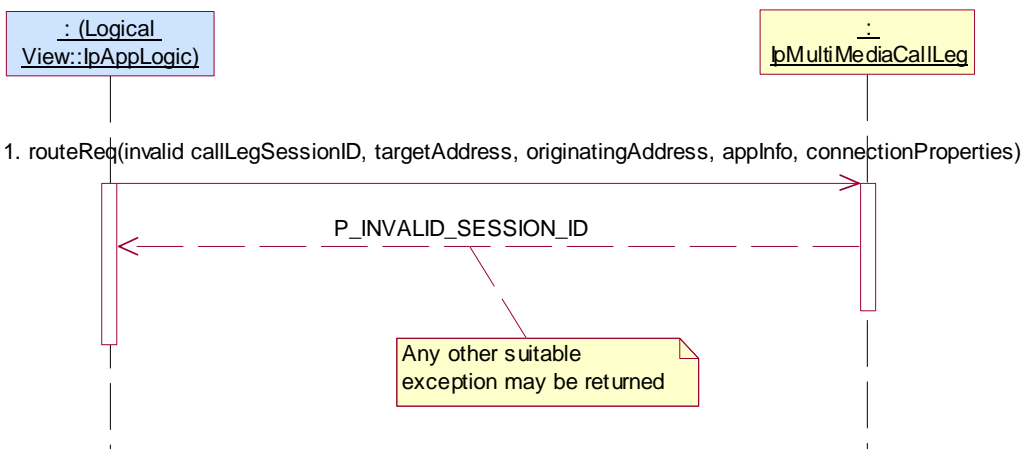 : (Logical
View::IpAppLogic)
:
IpMultiMediaCallLeg
1. routeReq(invalid callLegSessionID, targetAddress, originatingAddress, appInfo, connectionProperties)
P_INVALID_SESSION_ID
Any other suitable
exception may be returned